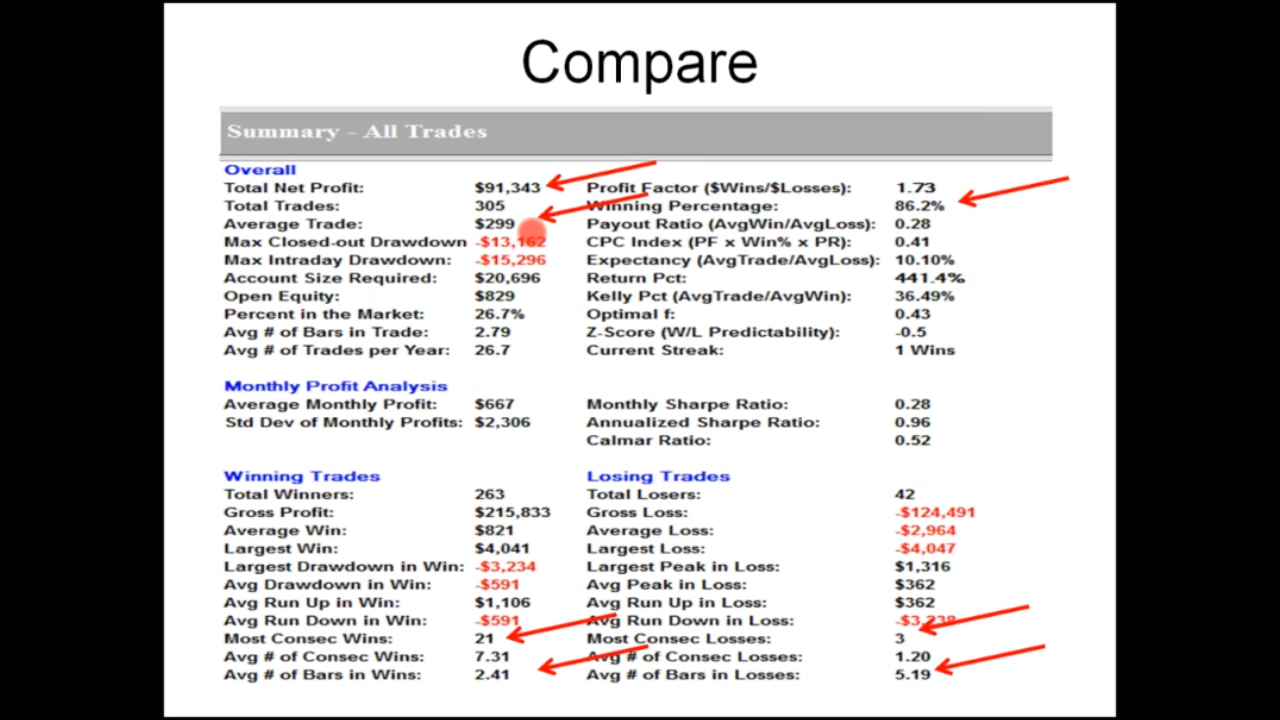 Compare
Summary - All Trades
Overall
Total Net Profit: $91,343 Profit Factor ($Wins/$Losses): 1.73
Total Trades: 305 Winning Percentage: 86.2%
Average Trade: $299 Payout Ratio (AvgWin/AvgLoss): 0.28
Max Closed-out Drawdown -$13,162 CPC Index (PF x Win% x PR): 0.41
Max Intraday Drawdown: -$15,296 Expectancy (AvgTrade/AvgLoss): 10.10%
Account Size Required: $20,696 Return Pct: 441.4%
Open Equity: $829 Kelly Pct (AvgTrade/AvgWin): 36.49%
Percent in the Market: 26.7% Optimal f: 0.43
Avg # of Bars in Trade: 2.79 Z-Score (W/L Predictability): -0.5
Avg # of Trades per Year: 26.7 Current Streak: 1 Wins
Monthly Profit Analysis
Average Monthly Profit: $667 Monthly Sharpe Ratio: 0.28
Std Dev of Monthly Profits: $2,306 Annualized Sharpe Ratio: 0.96
Calmar Ratio: 0.52
Winning Trades Losing Trades
Total Winners: 263 Total Losers: 42
Gross Profit: $215,833 Gross Loss: -$124,491
Average Win: $821 Average Loss: -$2,964
Largest Win: $4,041 Largest Loss: -$4,047
Largest Drawdown in Win: -$3,234 Largest Peak in Loss: $1,316
Avg Drawdown in Win: -$591 Avg Peak in Loss: $362
Avg Run Up in Win: $1,106 Avg Run Up in Loss: $362
Avg Run Down in Win: -$591 Avg Run Down in Loss: -$3,238
Most Consec Wins: 21 Most Consec Losses: 3
Avg # of Consec Wins: 7.31 Avg # of Consec Losses: 1.20
Avg # of Bars in Wins: 2.41 Avg # of Bars in Losses: 5.19